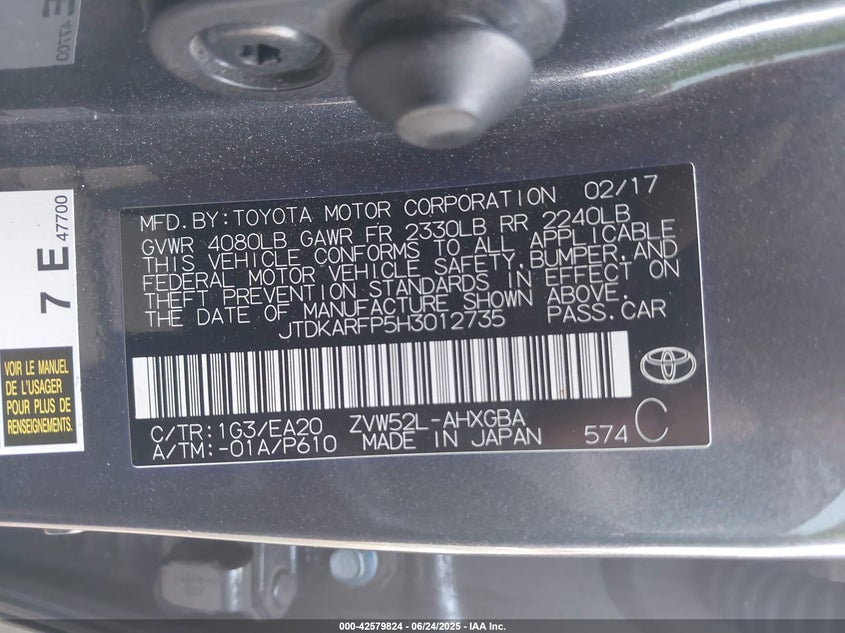 E
47700
7 E
47700
VOIR LE MANUEL
DE L'USAGER
POUR PLUS DE
RENSEIGNEMENTS.
MFD.BY:TOYOTA MOTOR CORPORATION 02/17
GVWR 4080LB GAWR FR 2330LB RR 2240LB
THIS VEHICLE CONFORMS TO ALL APPLICABLE
FEDERAL MOTOR VEHICLE SAFETY,BUMPER,AND
THEFT PREVENTION STANDARDS IN EFFECT ON
THE DATE OF MANUFACTURE SHOWN ABOVE.
JTDKARFP5H3012735 PASS.CAR
C/TR:1G3/EA20 ZVW52L-AHXGBA
A/TM:-01A/P610 MADE IN JAPAN 574 C
000-42579824 / 06/24/2025 - IAA Inc.